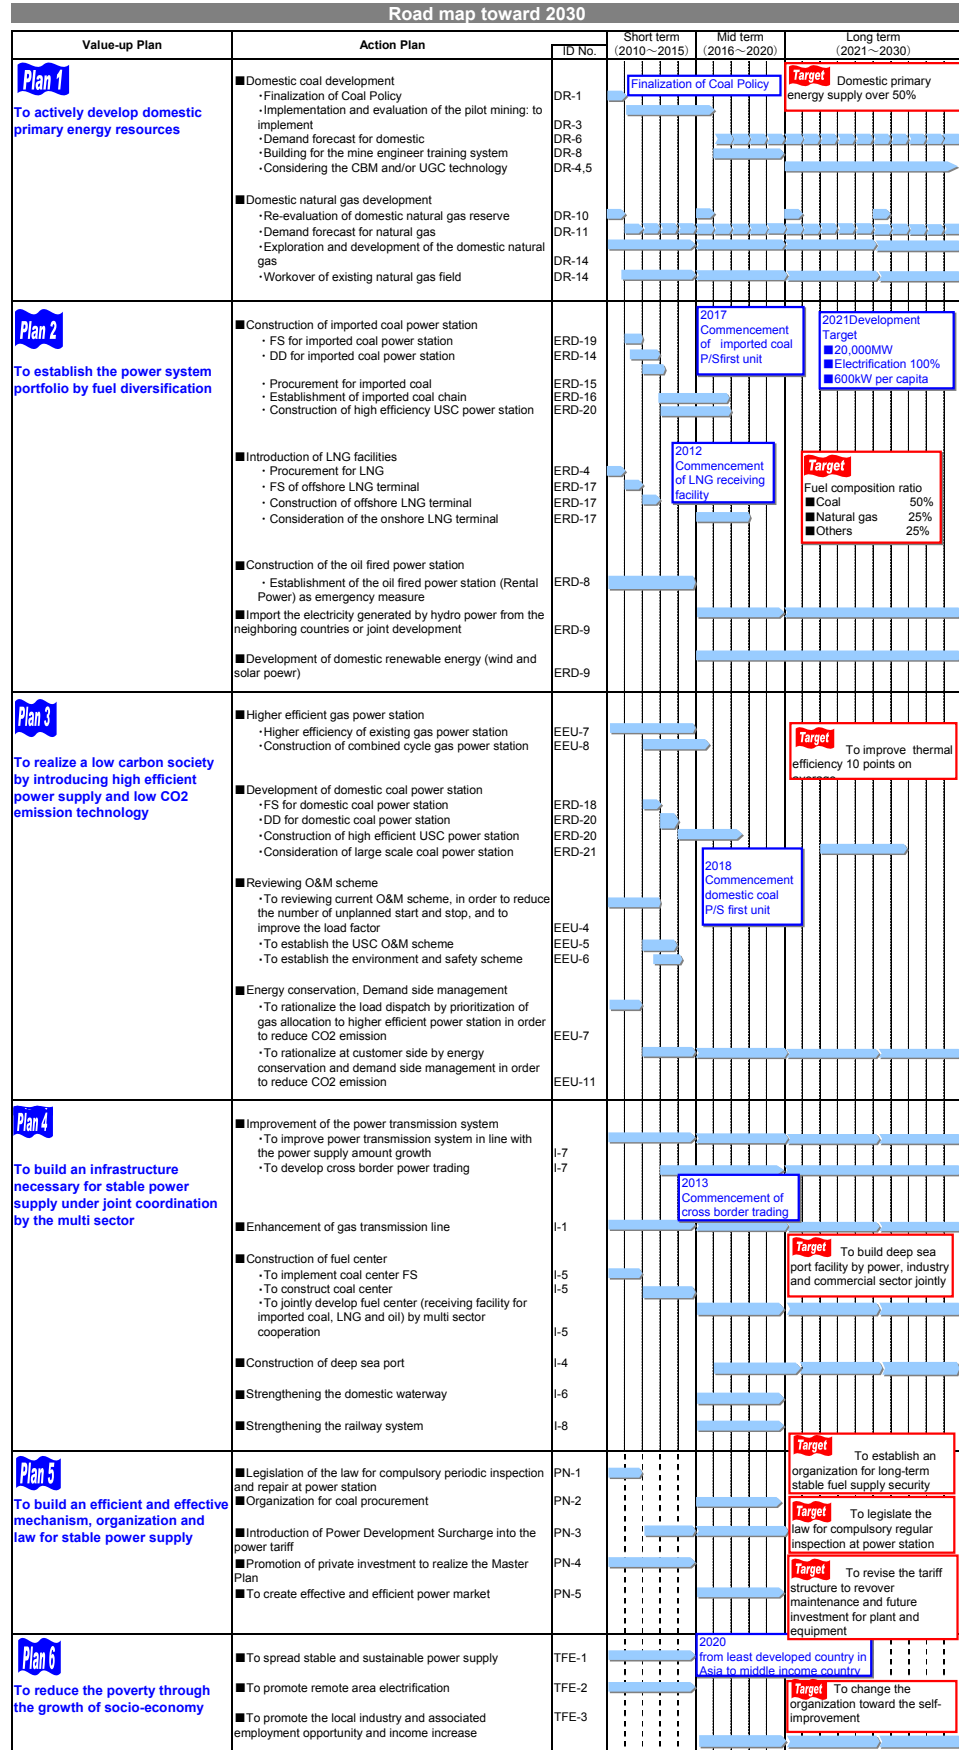 Road map toward 2030
Value-up Plan
Action Plan
ID No.
Short term
(2010～2015)
Mid term
(2016～2020)
Long term
(2021～2030)
Plan 1
To actively develop domestic
primary energy resources
■Domestic coal development
・Finalization of Coal Policy
DR-1
・Implementation and evaluation of the pilot mining: to
implement
DR-3
・Demand forecast for domestic
DR-6
・Building for the mine engineer training system
DR-8
・Considering the CBM and/or UGC technology
DR-4,5
Finalization of Coal Policy
Target Domestic primary
energy supply over 50%
■Domestic natural gas development
・Re-evaluation of domestic natural gas reserve
DR-10
・Demand forecast for natural gas
DR-11
・Exploration and development of the domestic natural
gas
DR-14
・Workover of existing natural gas field
DR-14
Plan 2
To establish the power system
portfolio by fuel diversification
■Construction of imported coal power station
・FS for imported coal power station
ERD-19
・DD for imported coal power station
ERD-14
・Procurement for imported coal
ERD-15
・Establishment of imported coal chain
ERD-16
・Construction of high efficiency USC power station
ERD-20
2017
Commencement
of imported coal
P/Sfirst unit
2021Development
Target
■20,000MW
■Electrification 100%
■600kW per capita
■Introduction of LNG facilities
・Procurement for LNG
ERD-4
・FS of offshore LNG terminal
ERD-17
・Construction of offshore LNG terminal
ERD-17
・Consideration of the onshore LNG terminal
ERD-17
2012
Commencement
of LNG receiving
facility
Target
Fuel composition ratio
■Coal 50%
■Natural gas 25%
■Others 25%
■Construction of the oil fired power station
・Establishment of the oil fired power station (Rental
Power) as emergency measure
ERD-8
■Import the electricity generated by hydro power from the
neighboring countries or joint development
ERD-9
■Development of domestic renewable energy (wind and
solar poewr)
ERD-9
Plan 3
To realize a low carbon society
by introducing high efficient
power supply and low CO2
emission technology
■Higher efficient gas power station
・Higher efficiency of existing gas power station
EEU-7
・Construction of combined cycle gas power station
EEU-8
Target To improve thermal
efficiency 10 points on
average
■Development of domestic coal power station
・FS for domestic coal power station
ERD-18
・DD for domestic coal power station
ERD-20
・Construction of high efficient USC power station
ERD-20
・Consideration of large scale coal power station
ERD-21
2018
Commencement
domestic coal
P/S first unit
■Reviewing O&M scheme
・To reviewing current O&M scheme, in order to reduce
the number of unplanned start and stop, and to
improve the load factor
EEU-4
・To establish the USC O&M scheme
EEU-5
・To establish the environment and safety scheme
EEU-6
■Energy conservation, Demand side management
・To rationalize the load dispatch by prioritization of
gas allocation to higher efficient power station in order
to reduce CO2 emission
EEU-7
・To rationalize at customer side by energy
conservation and demand side management in order
to reduce CO2 emission
EEU-11
Plan 4
To build an infrastructure
necessary for stable power
supply under joint coordination
by the multi sector
■Improvement of the power transmission system
・To improve power transmission system in line with
the power supply amount growth
I-7
・To develop cross border power trading
I-7
2013
Commencement of
cross border trading
■Enhancement of gas transmission line
I-1
■Construction of fuel center
・To implement coal center FS
I-5
・To construct coal center
I-5
・To jointly develop fuel center (receiving facility for
imported coal, LNG and oil) by multi sector
cooperation
I-5
Target To build deep sea
port facility by power, industry
and commercial sector jointly
■Construction of deep sea port
I-4
■Strengthening the domestic waterway
I-6
■Strengthening the railway system
I-8
Plan 5
To build an efficient and effective
mechanism, organization and
law for stable power supply
■Legislation of the law for compulsory periodic inspection
and repair at power station
PN-1
■Organization for coal procurement
PN-2
■Introduction of Power Development Surcharge into the
power tariff
PN-3
■Promotion of private investment to realize the Master
Plan
PN-4
■To create effective and efficient power market
PN-5
Target To establish an
organization for long-term
stable fuel supply security
Target To legislate the
law for compulsory regular
inspection at power station
Target To revise the tariff
structure to revover
maintenance and future
investment for plant and
equipment
Plan 6
To reduce the poverty through
the growth of socio-economy
■To spread stable and sustainable power supply
TFE-1
■To promote remote area electrification
TFE-2
■To promote the local industry and associated
employment opportunity and income increase
TFE-3
2020
from least developed country in
Asia to middle income country
Target To change the
organization toward the self-
improvement